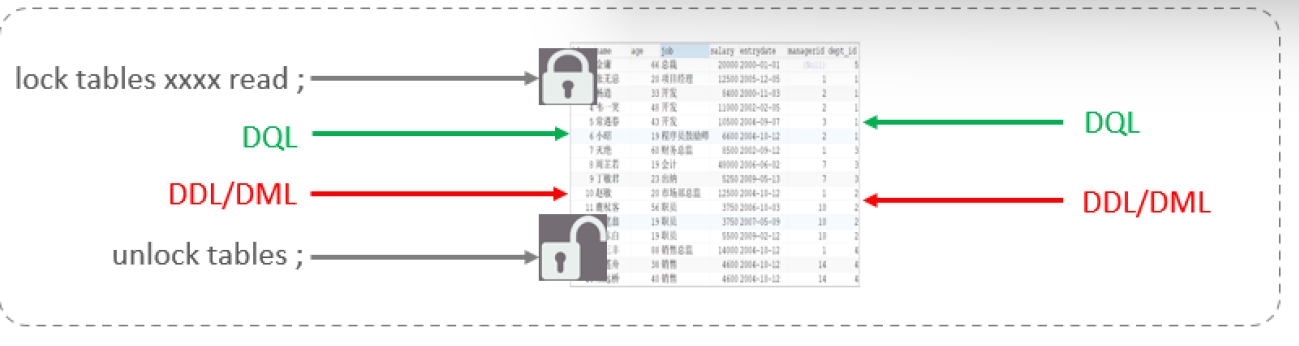 name age job salary entrydate managerid dept_id
lock tables xxxx read ;
金庸 66 总裁 20000 2000-01-01 (Null) 5
张无忌 20 项目经理 12500 2005-12-05 1 1
杨逍 33 开发 8400 2000-11-03 2 1
4 韦一笑 48 开发 11000 2002-02-05 2 1
5 常遇春 43 开发 10500 2004-09-07 3 1
DQL
DQL
6 小昭 19 程序员鼓励师 6600 2004-10-12 2 1
7 灭绝 60 财务总监 8500 2002-09-12 1 3
8 周芷若 19 会计 48000 2006-06-02 7 3
9 丁敏君 23 出纳 5250 2009-05-13 7 3
DDL/DML
DDL/DML
10 赵敏 20 市场部总监 12500 2004-10-12 1 2
11 鹿杖客 56 职员 3750 2006-10-03 10 2
19 职员 3750 2007-05-09 10 2
19 职员 5500 2009-02-12 10 2
unlock tables ;
88 销售总监 14000 2004-10-12 1 4
38 销售 4600 2004-10-12 14 4
40 销售 4600 2004-10-12 14 4